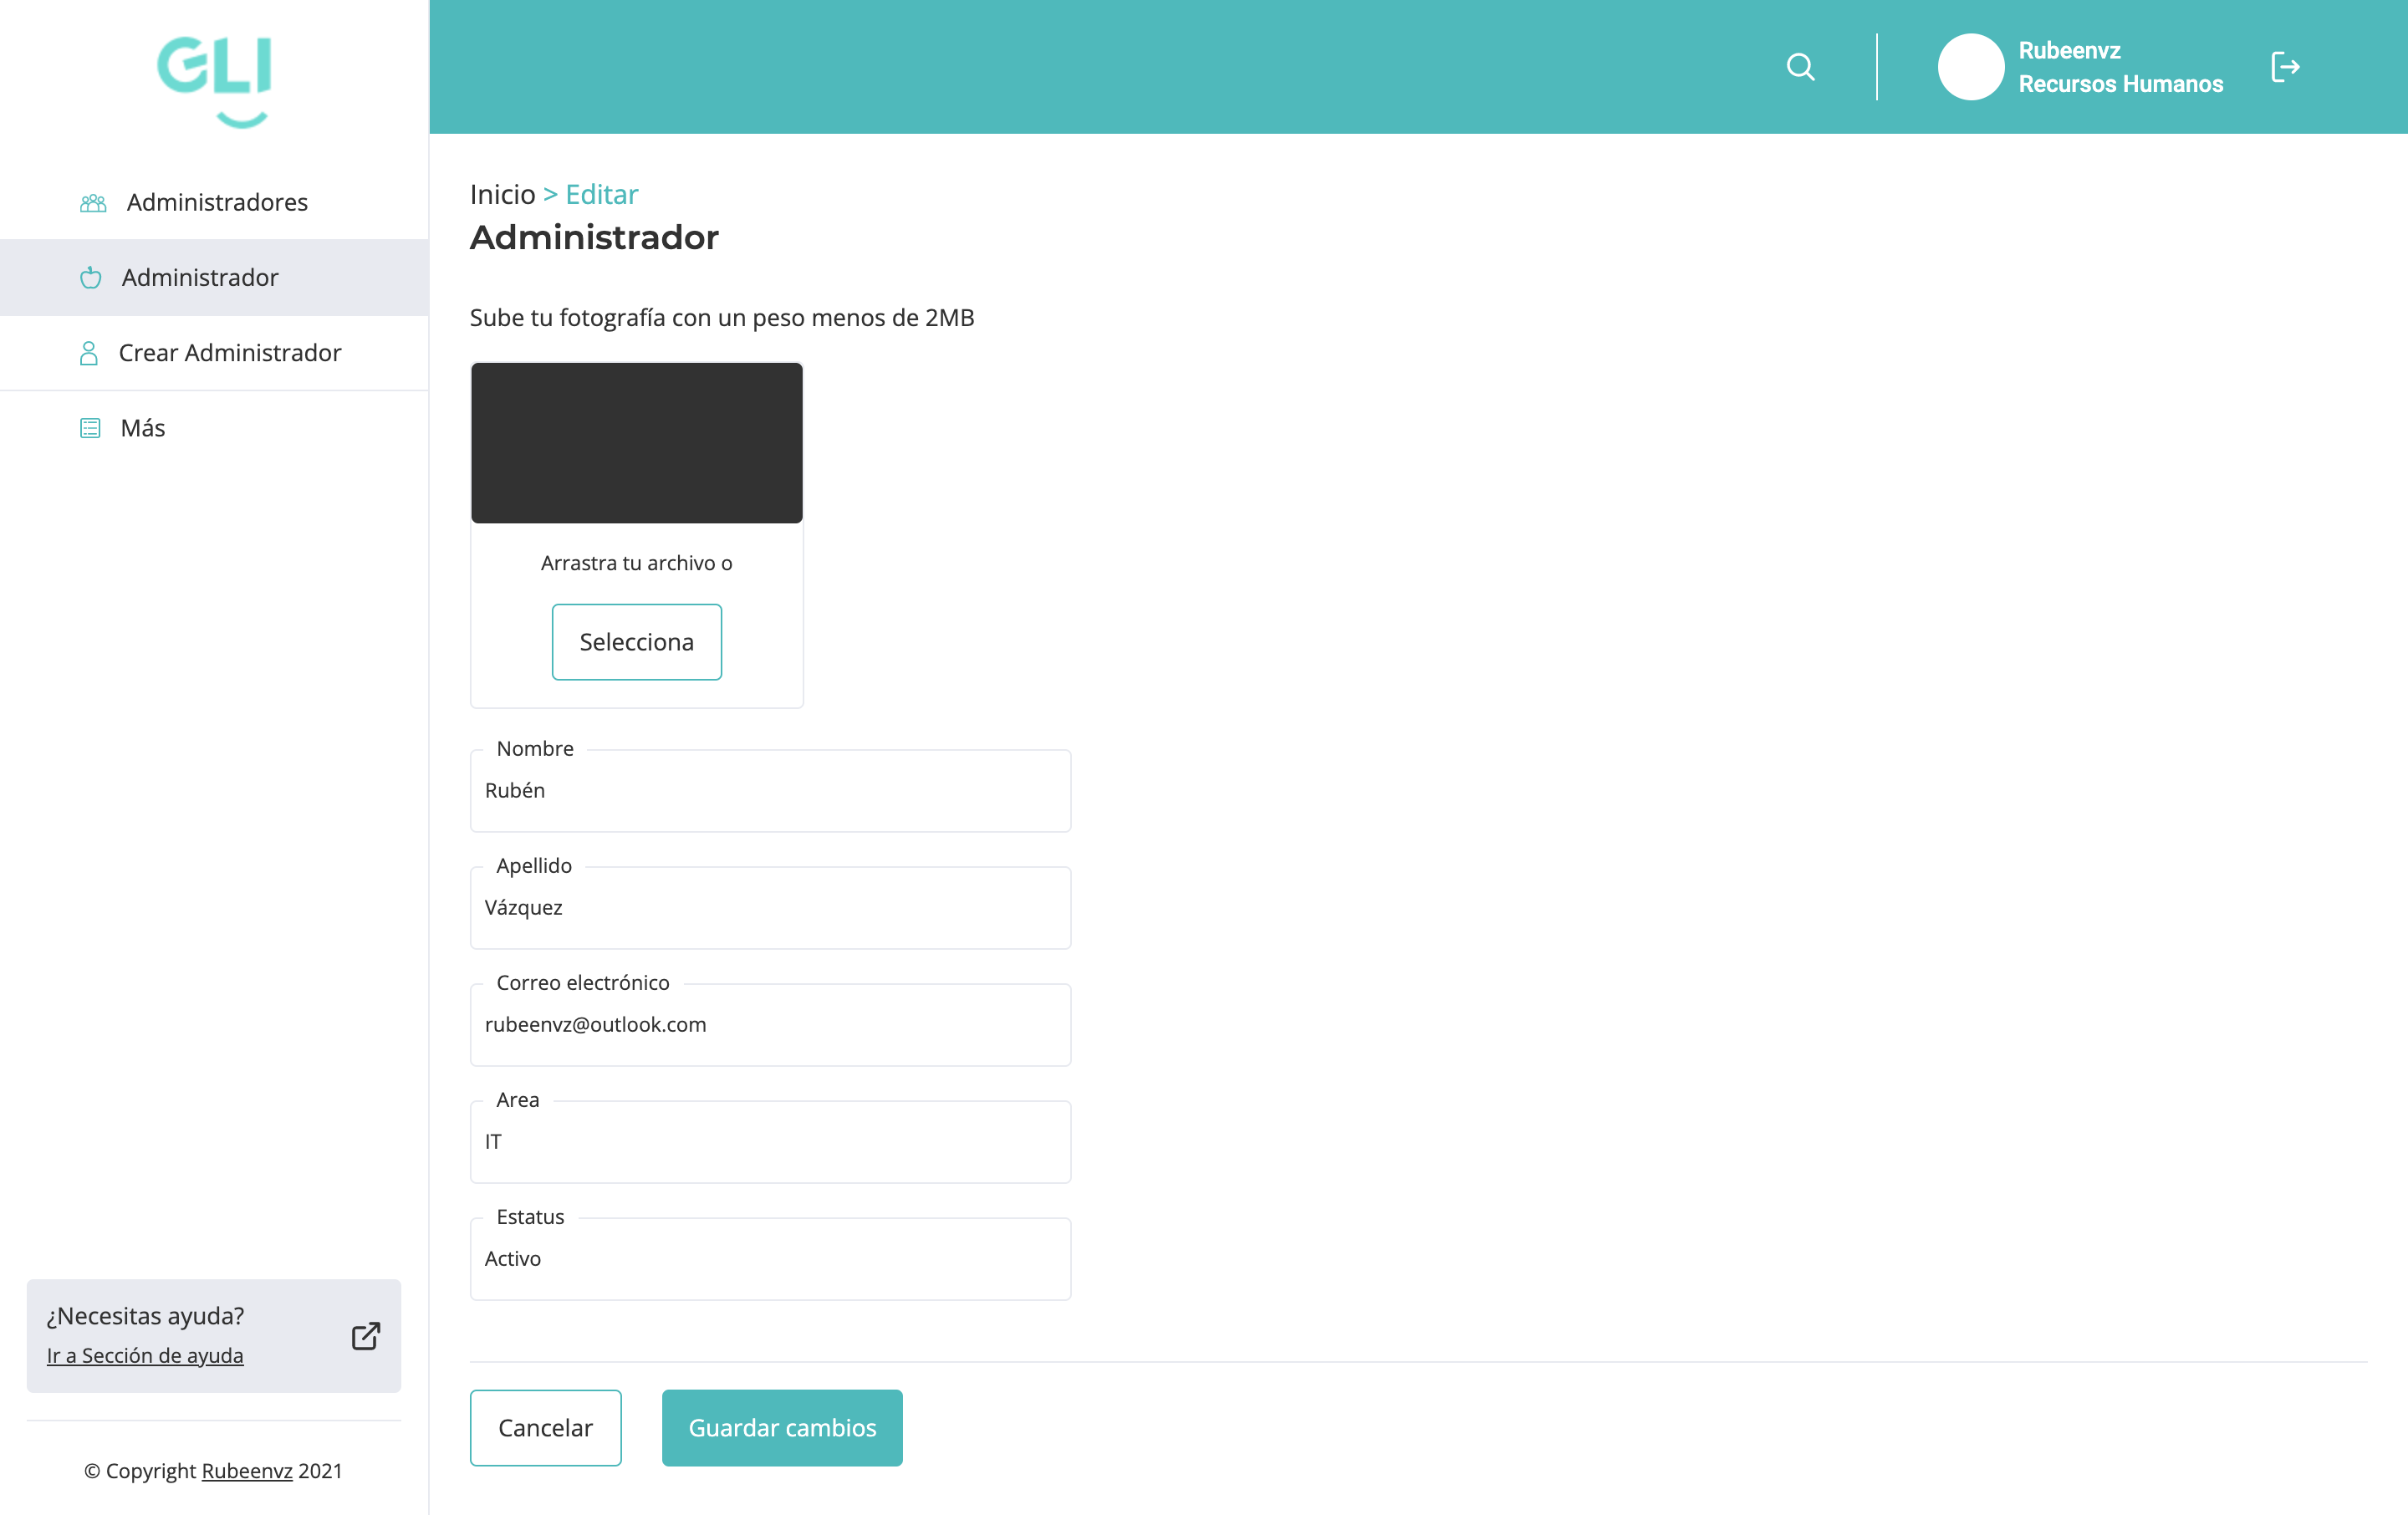 GLI
Administradores
Administrador
Crear Administrador
Más
¿Necesitas ayuda?
Ir a Sección de ayuda
© Copyright Rubeenvz 2021
Rubeenvz
Recursos Humanos
Inicio > Editar
Administrador
Sube tu fotografía con un peso menos de 2MB
Arrastra tu archivo o
Selecciona
Nombre
Rubén
Apellido
Vázquez
Correo electrónico
rubeenvz@outlook.com
Area
IT
Estatus
Activo
Cancelar
Guardar cambios